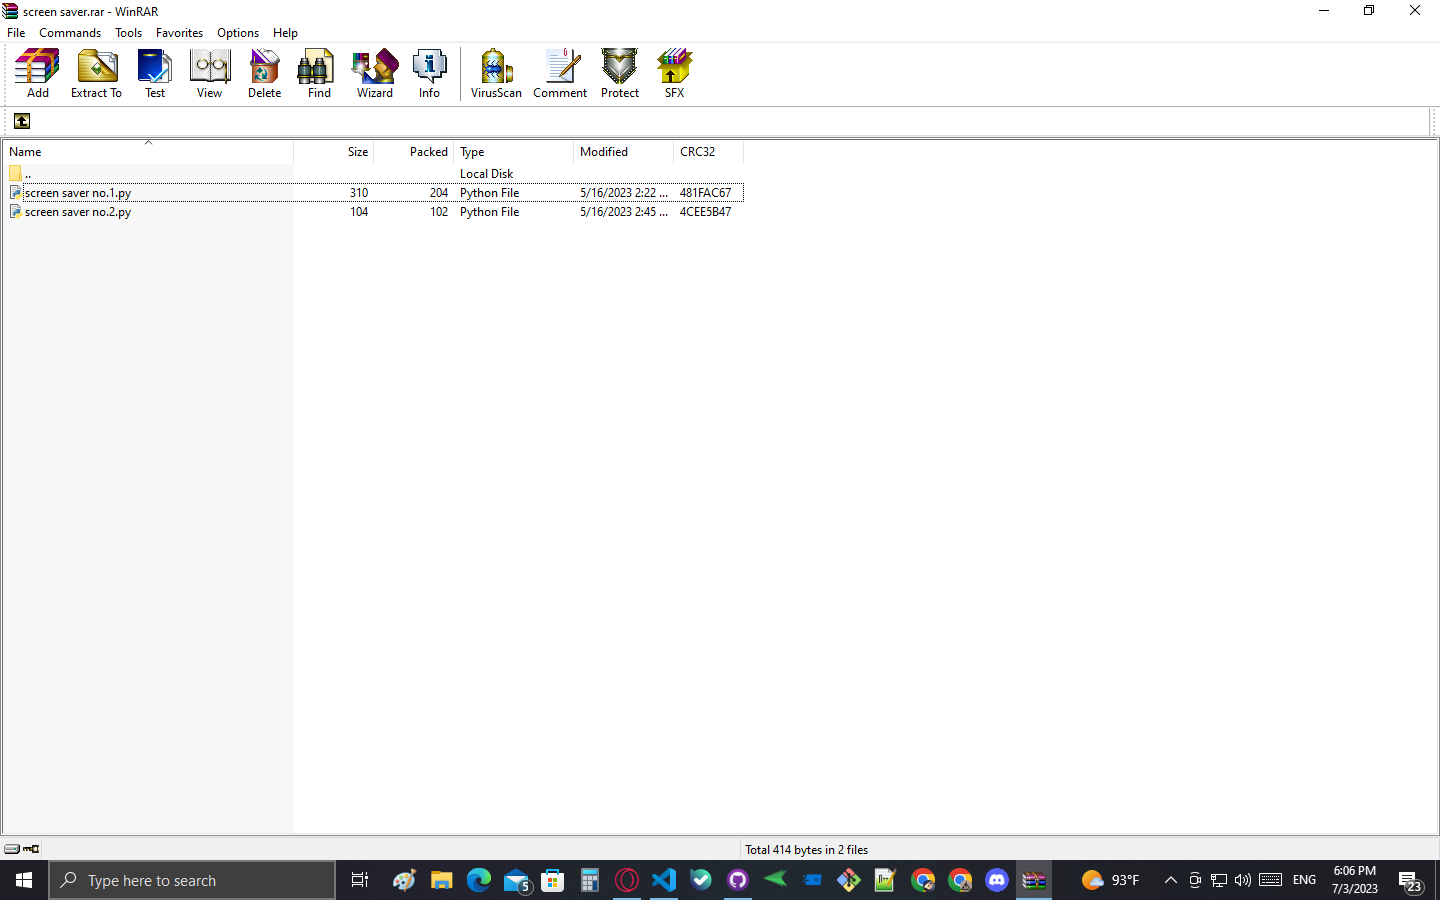 screen saver.rar - WinRAR
File Commands Tools Favorites Options Help
Add Extract To Test View Delete Find Wizard Info VirusScan Comment Protect SFX
Name Size Packed Type Modified CRC32
.. Local Disk
screen saver no.1.py 310 204 Python File 5/16/2023 2:22 ... 481FAC67
screen saver no.2.py 104 102 Python File 5/16/2023 2:45 ... 4CEE5B47
Total 414 bytes in 2 files
Type here to search 5 93°F ENG 6:06 PM
7/3/2023 23